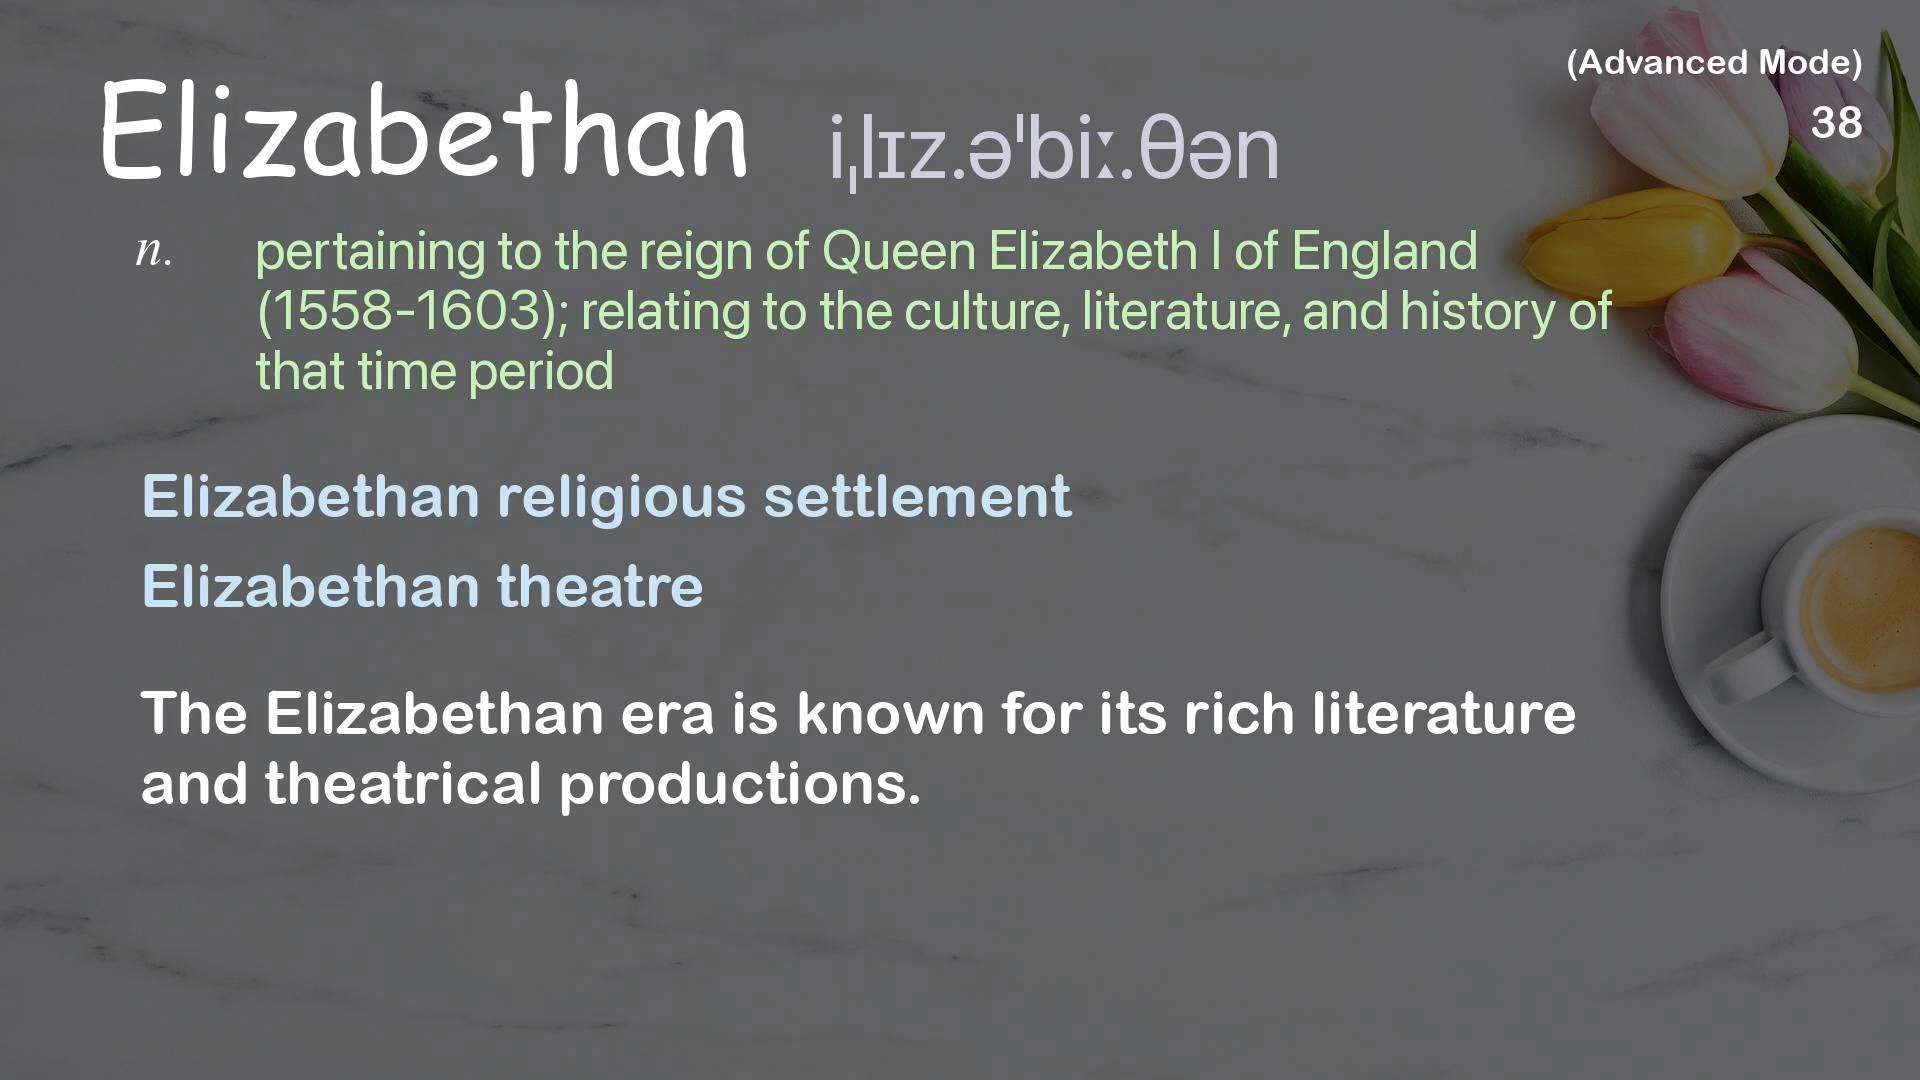 (Advanced Mode)
38
Elizabethan iˌlɪz.əˈbiː.θən
n. pertaining to the reign of Queen Elizabeth I of England
(1558-1603); relating to the culture, literature, and history of
that time period
Elizabethan religious settlement
Elizabethan theatre
The Elizabethan era is known for its rich literature
and theatrical productions.